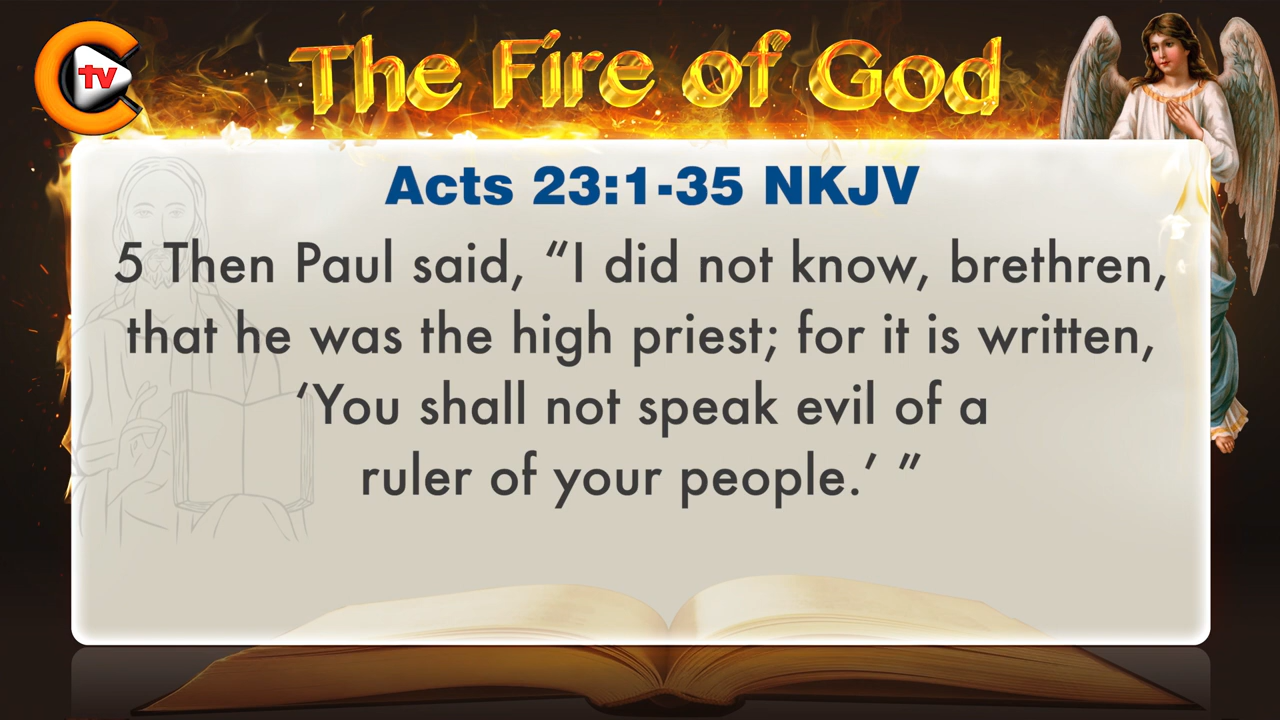 tv
The Fire of God
Acts 23:1-35 NKJV
5 Then Paul said, “I did not know, brethren,
that he was the high priest; for it is written,
‘You shall not speak evil of a
ruler of your people.’ ”